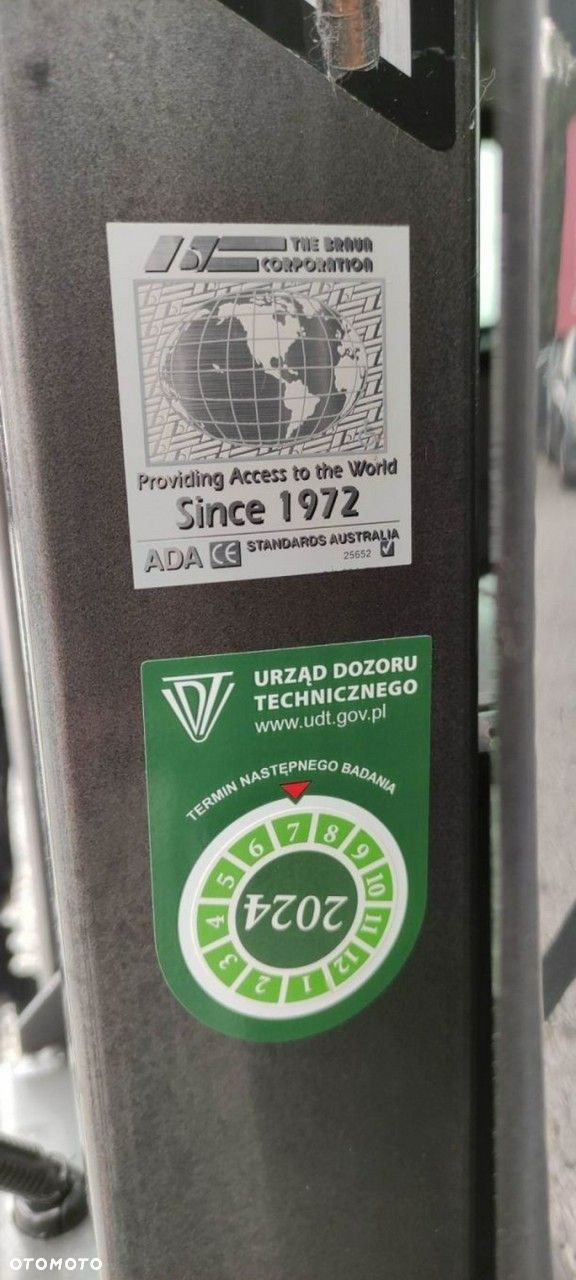 THE BRAUN
CORPORATION
Providing Access to the World
Since 1972
ADA CE STANDARDS AUSTRALIA
25652
UDT
URZĄD DOZORU
TECHNICZNEGO
www.udt.gov.pl
TERMIN NASTĘPNEGO BADANIA
1 2 3 4 5 6 7 8 9 10 11 12
2024
OTOMOTO